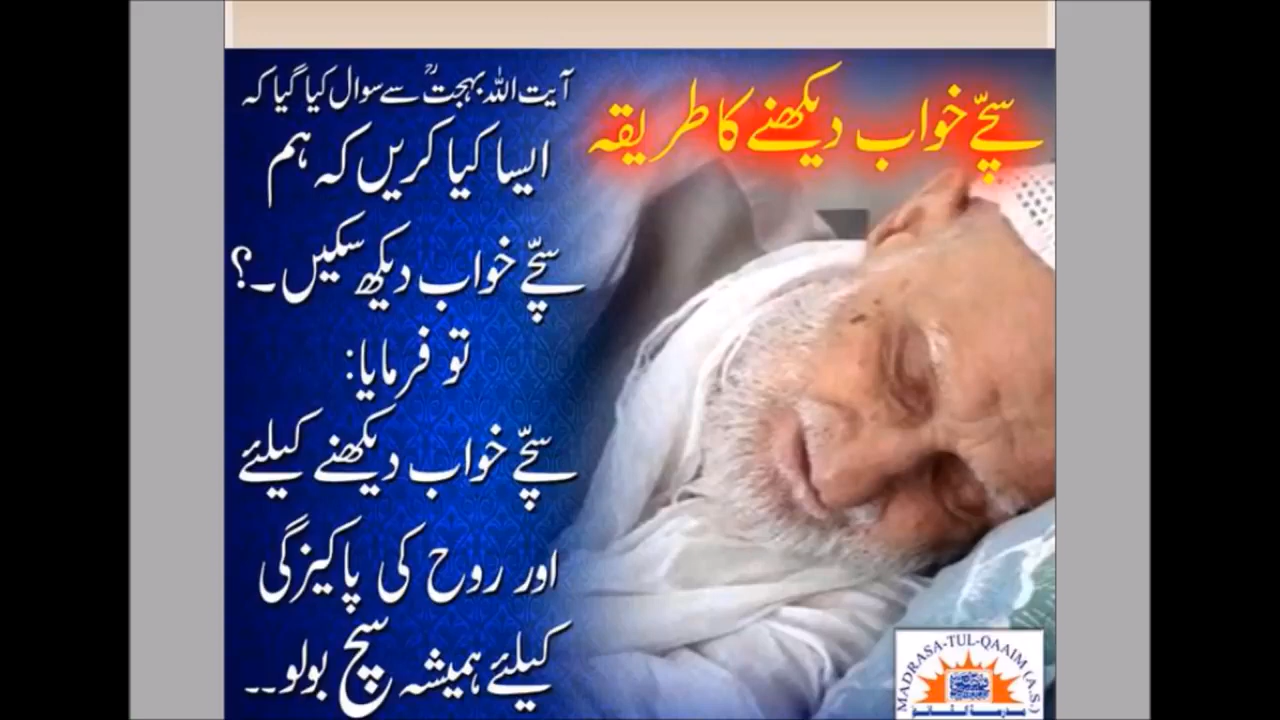 سچّے خواب دیکھنے کا طریقہ
آیت اللہ بہجتؒ سے سوال کیا گیا کہ
ایسا کیا کریں کہ ہم
سچّے خواب دیکھ سکیں۔؟
تو فرمایا:
سچّے خواب دیکھنے کیلئے
اور روح کی پاکیزگی
کیلئے ہمیشہ سچ بولو۔۔
MADRASA-TUL-QAAIM (A.S.)
مدرسة القائم